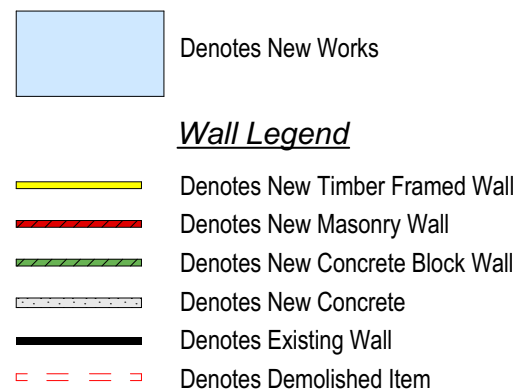 Denotes New Works
Wall Legend
Denotes New Timber Framed Wall
Denotes New Masonry Wall
Denotes New Concrete Block Wall
Denotes New Concrete
Denotes Existing Wall
Denotes Demolished Item